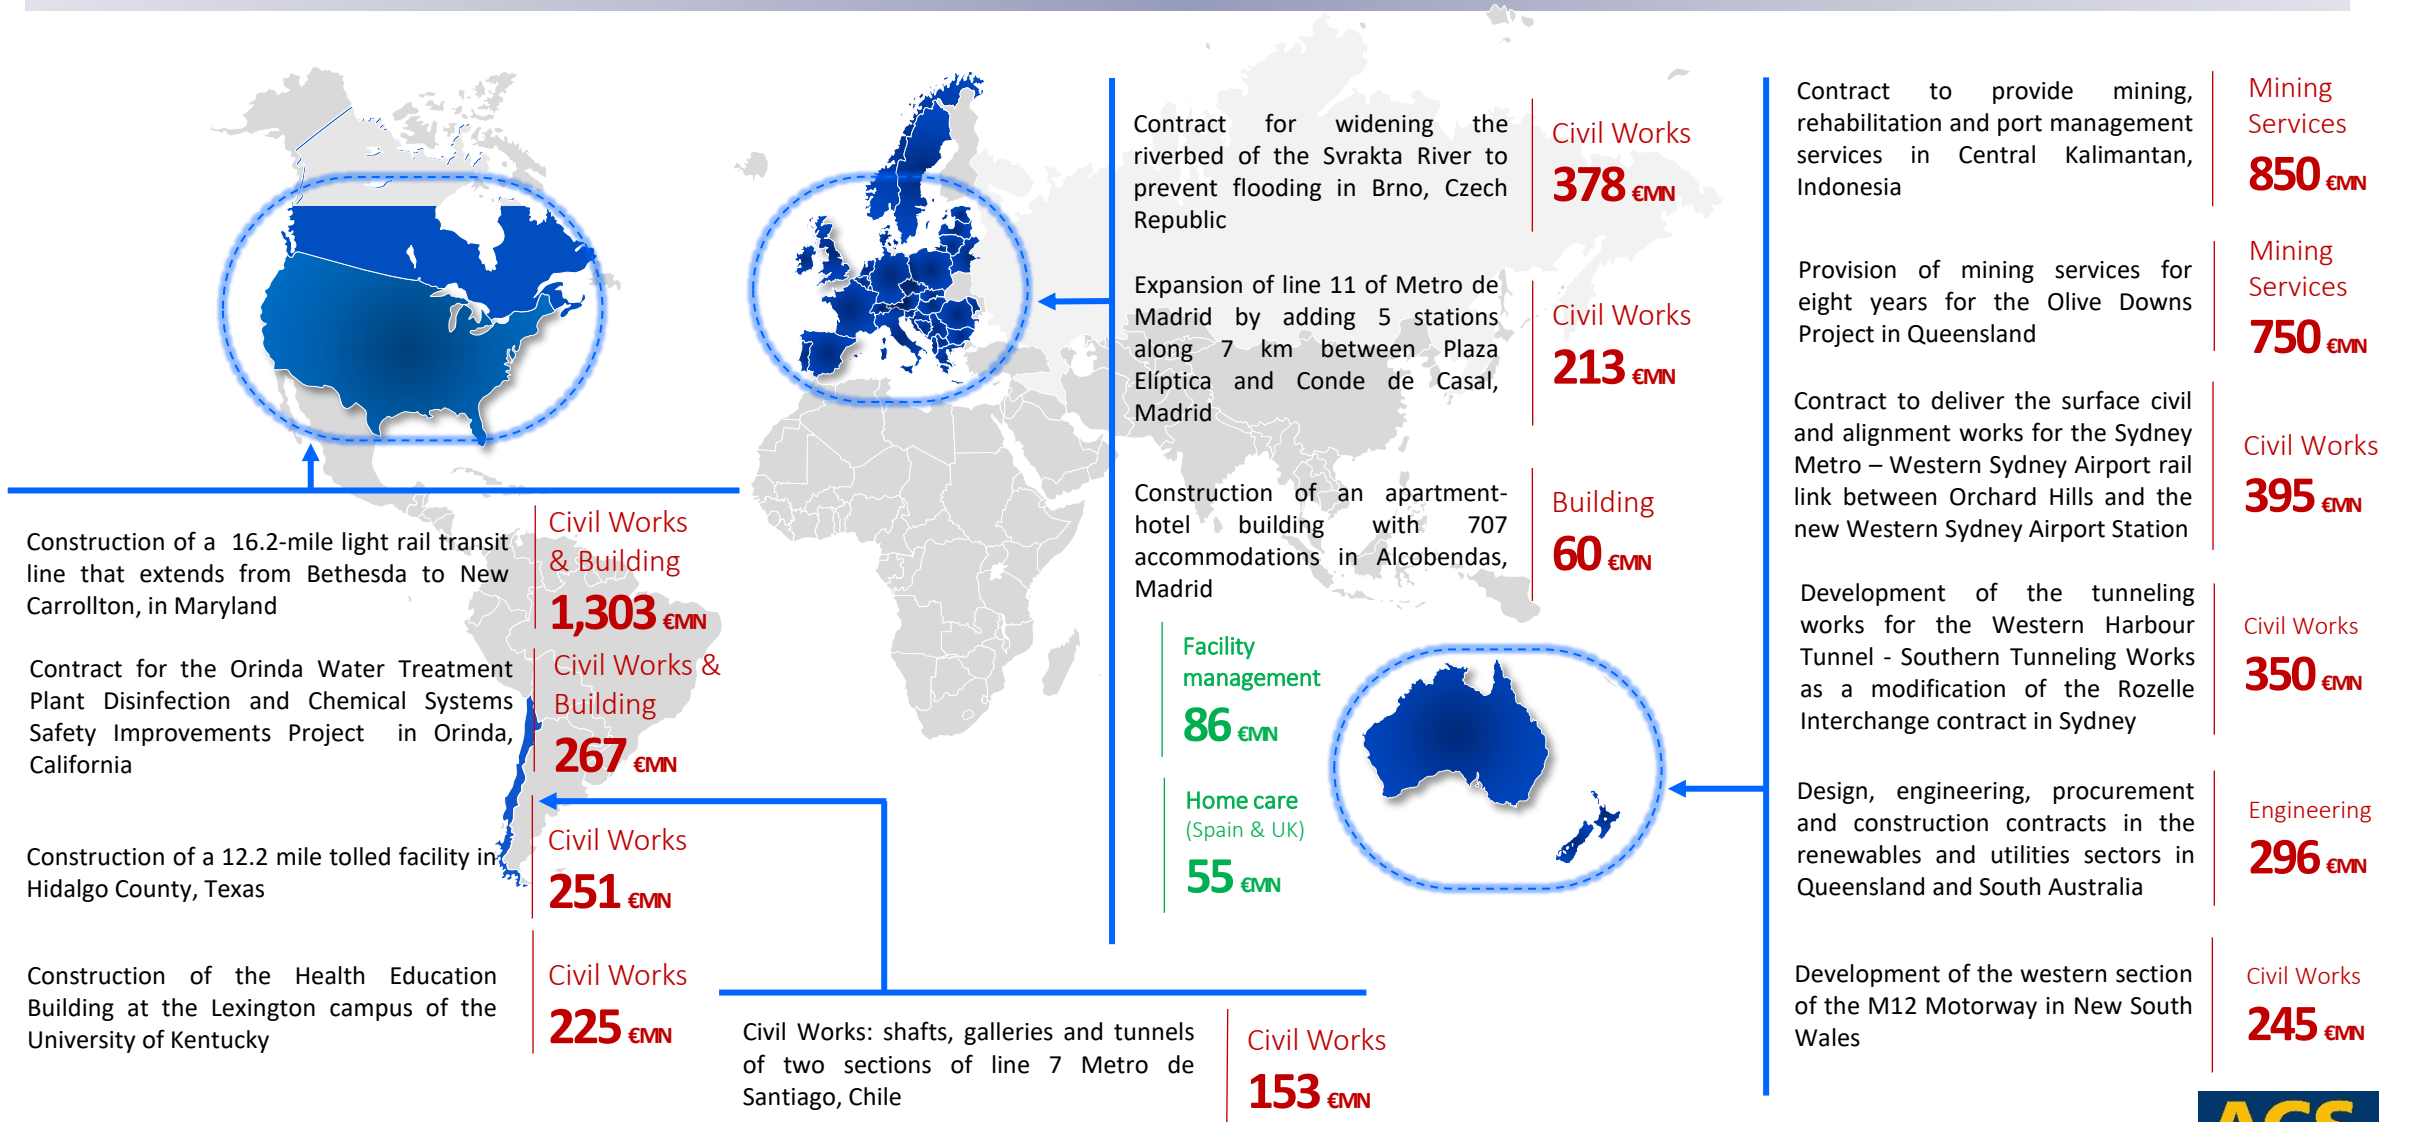 Construction of a 16.2-mile light rail transit
line that extends from Bethesda to New
Carrollton, in Maryland
Civil Works
& Building
1,303 €MN
Contract for the Orinda Water Treatment
Plant Disinfection and Chemical Systems
Safety Improvements Project in Orinda,
California
Civil Works &
Building
267 €MN
Construction of a 12.2 mile tolled facility in
Hidalgo County, Texas
Civil Works
251 €MN
Construction of the Health Education
Building at the Lexington campus of the
University of Kentucky
Civil Works
225 €MN
Civil Works: shafts, galleries and tunnels
of two sections of line 7 Metro de
Santiago, Chile
Civil Works
153 €MN
Contract for widening the
riverbed of the Svrakta River to
prevent flooding in Brno, Czech
Republic
Civil Works
378 €MN
Expansion of line 11 of Metro de
Madrid by adding 5 stations
along 7 km between Plaza
Elíptica and Conde de Casal,
Madrid
Civil Works
213 €MN
Construction of an apartment-
hotel building with 707
accommodations in Alcobendas,
Madrid
Building
60 €MN
Facility
management
86 €MN
Home care
(Spain & UK)
55 €MN
Contract to provide mining,
rehabilitation and port management
services in Central Kalimantan,
Indonesia
Mining
Services
850 €MN
Provision of mining services for
eight years for the Olive Downs
Project in Queensland
Mining
Services
750 €MN
Contract to deliver the surface civil
and alignment works for the Sydney
Metro – Western Sydney Airport rail
link between Orchard Hills and the
new Western Sydney Airport Station
Civil Works
395 €MN
Development of the tunneling
works for the Western Harbour
Tunnel - Southern Tunneling Works
as a modification of the Rozelle
Interchange contract in Sydney
Civil Works
350 €MN
Design, engineering, procurement
and construction contracts in the
renewables and utilities sectors in
Queensland and South Australia
Engineering
296 €MN
Development of the western section
of the M12 Motorway in New South
Wales
Civil Works
245 €MN
ACS